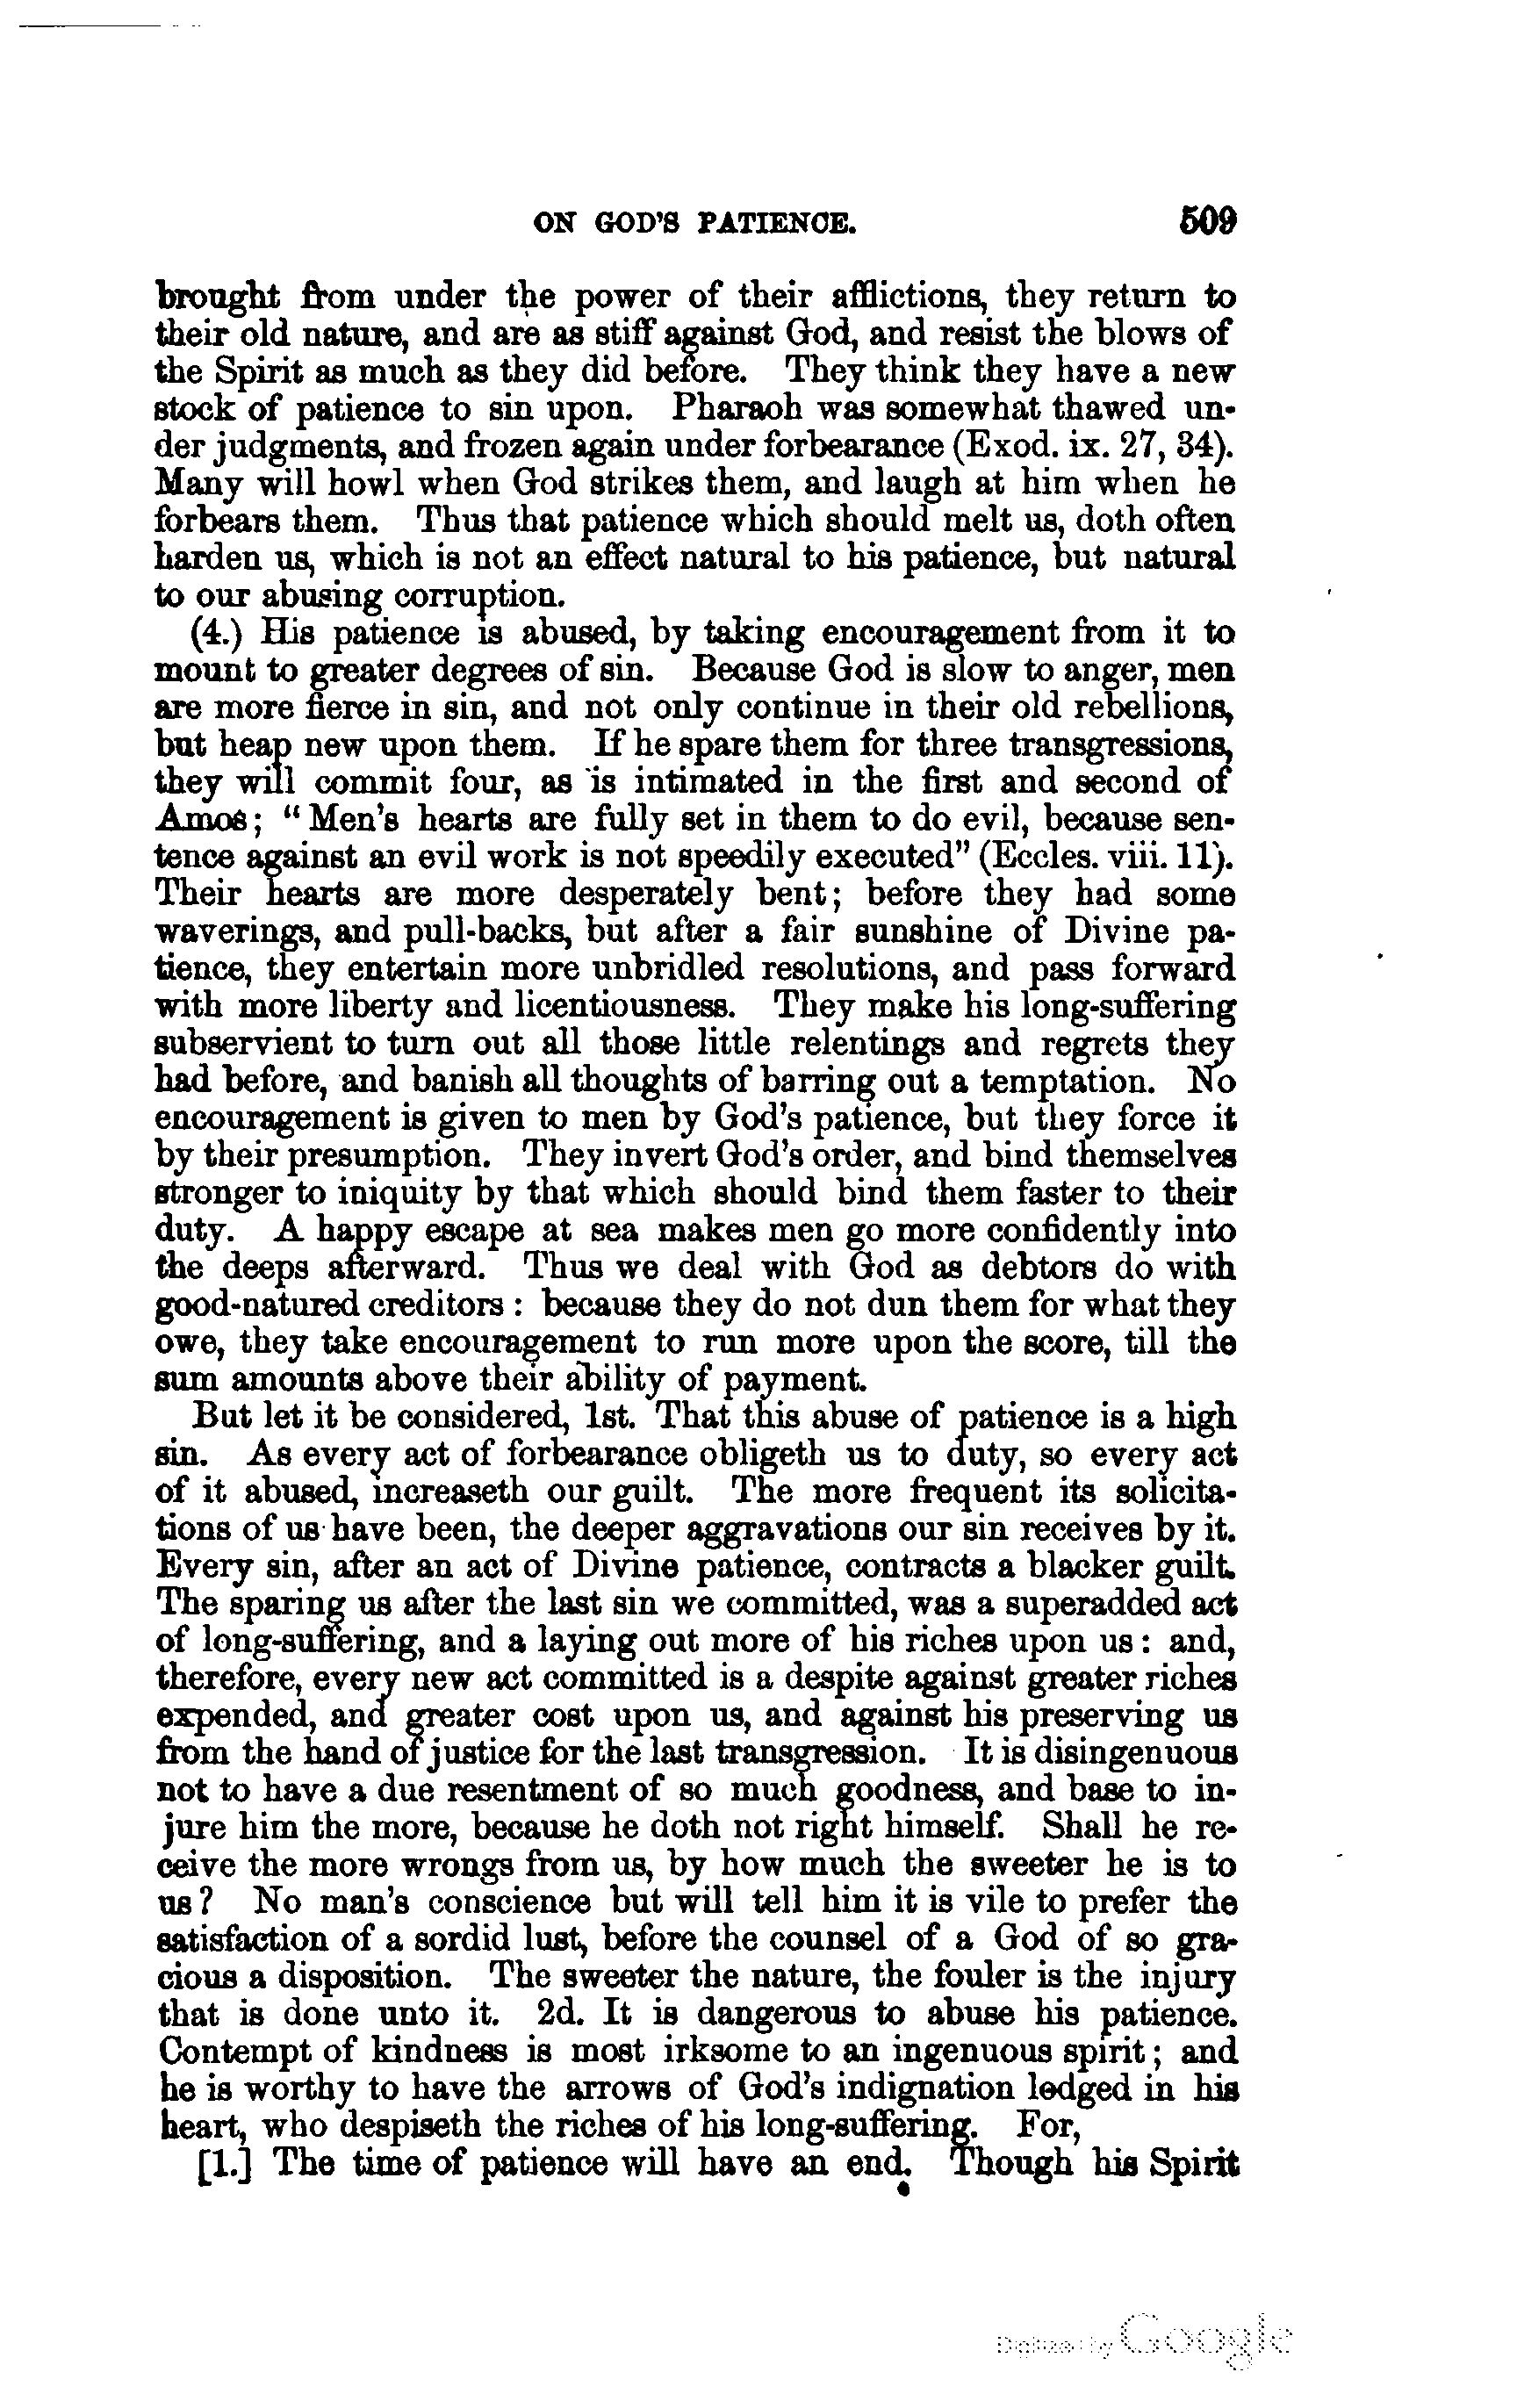 ON GOD'S PATIENCE. 509
brought from under the power of their afflictions, they return to
their old nature, and are as stiff against God, and resist the blows of
the Spirit as much as they did before. They think they have a new
stock of patience to sin upon. Pharaoh was somewhat thawed un-
der judgments, and frozen again under forbearance (Exod. ix. 27, 34).
Many will howl when God strikes them, and laugh at him when he
forbears them. Thus that patience which should melt us, doth often
harden us, which is not an effect natural to his patience, but natural
to our abusing corruption.
(4.) His patience is abused, by taking encouragement from it to
mount to greater degrees of sin. Because God is slow to anger, men
are more fierce in sin, and not only continue in their old rebellions,
but heap new upon them. If he spare them for three transgressions,
they will commit four, as is intimated in the first and second of
Amos; "Men's hearts are fully set in them to do evil, because sen-
tence against an evil work is not speedily executed" (Eccles. viii. 11).
Their hearts are more desperately bent; before they had some
waverings, and pull-backs, but after a fair sunshine of Divine pa-
tience, they entertain more unbridled resolutions, and pass forward
with more liberty and licentiousness. They make his long-suffering
subservient to turn out all those little relentings and regrets they
had before, and banish all thoughts of barring out a temptation. No
encouragement is given to men by God's patience, but they force it
by their presumption. They invert God's order, and bind themselves
stronger to iniquity by that which should bind them faster to their
duty. A happy escape at sea makes men go more confidently into
the deeps afterward. Thus we deal with God as debtors do with
good-natured creditors: because they do not dun them for what they
owe, they take encouragement to run more upon the score, till the
sum amounts above their ability of payment.
But let it be considered, 1st. That this abuse of patience is a high
sin. As every act of forbearance obligeth us to duty, so every act
of it abused, increaseth our guilt. The more frequent its solicita-
tions of us have been, the deeper aggravations our sin receives by it.
Every sin, after an act of Divine patience, contracts a blacker guilt.
The sparing us after the last sin we committed, was a superadded act
of long-suffering, and a laying out more of his riches upon us: and,
therefore, every new act committed is a despite against greater riches
expended, and greater cost upon us, and against his preserving us
from the hand of justice for the last transgression. It is disingenuous
not to have a due resentment of so much goodness, and base to in-
jure him the more, because he doth not right himself. Shall he re-
ceive the more wrongs from us, by how much the sweeter he is to
us? No man's conscience but will tell him it is vile to prefer the
satisfaction of a sordid lust, before the counsel of a God of so gra-
cious a disposition. The sweeter the nature, the fouler is the injury
that is done unto it. 2d. It is dangerous to abuse his patience.
Contempt of kindness is most irksome to an ingenuous spirit; and
he is worthy to have the arrows of God's indignation lodged in his
heart, who despiseth the riches of his long-suffering. For,
[1.] The time of patience will have an end. Though his Spirit
Digitized by Google